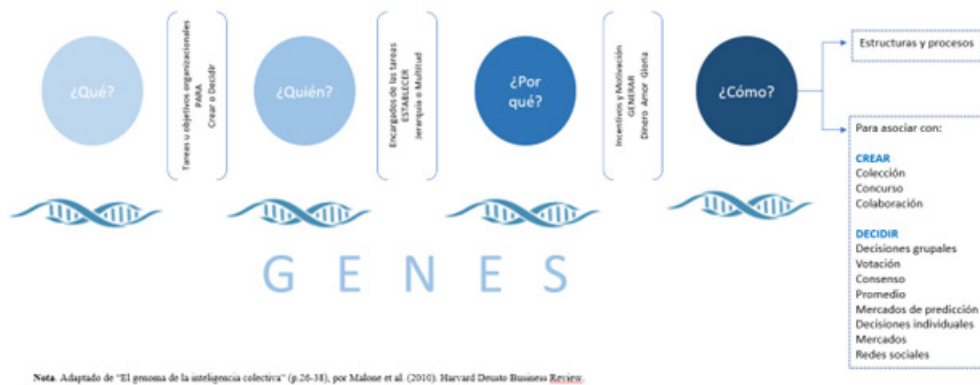 ¿Qué?
Tareas u objetivos organizacionales
PARA
Crear o Decidir
¿Quién?
Encargados de las tareas
ESTABLECER
Jerarquía o Multitud
¿Por
qué?
Incentivos y Motivación
GENERAR
Dinero Amor Gloria
¿Cómo?
Estructuras y procesos
Para asociar con:
CREAR
Colección
Concurso
Colaboración
DECIDIR
Decisiones grupales
Votación
Consenso
Promedio
Mercados de predicción
Decisiones individuales
Mercados
Redes sociales
GENES
Nota. Adaptado de "El genoma de la inteligencia colectiva" (p.26-38), por Malone et al. (2010). Harvard Deusto Business Review.